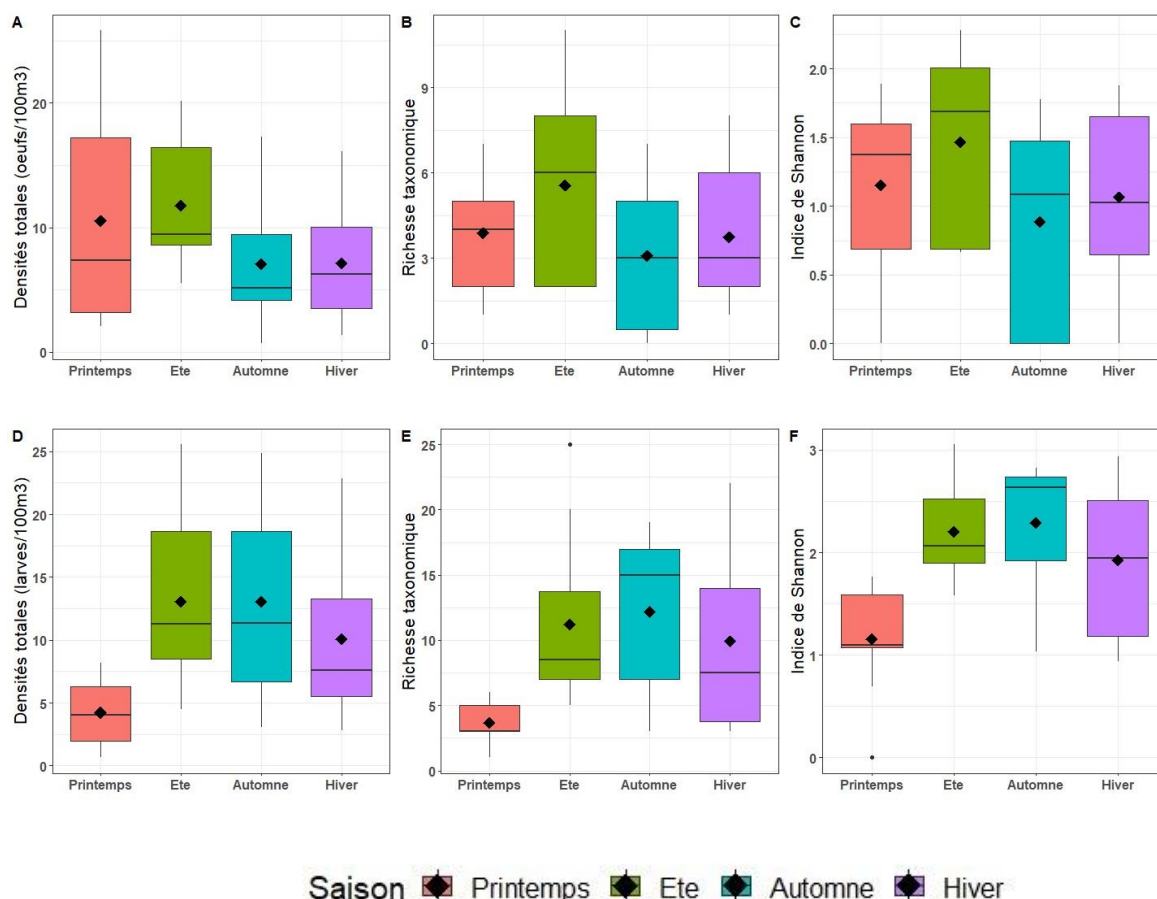 A
Densités totales (oeufs/100m3)
20
10
0
Printemps Ete Automne Hiver
B
Richesse taxonomique
9
6
3
0
Printemps Ete Automne Hiver
C
Indice de Shannon
2.0
1.5
1.0
0.5
0.0
Printemps Ete Automne Hiver
D
Densités totales (larves/100m3)
25
20
15
10
5
0
Printemps Ete Automne Hiver
E
Richesse taxonomique
25
20
15
10
5
0
Printemps Ete Automne Hiver
F
Indice de Shannon
3
2
1
0
Printemps Ete Automne Hiver
Saison Printemps Ete Automne Hiver